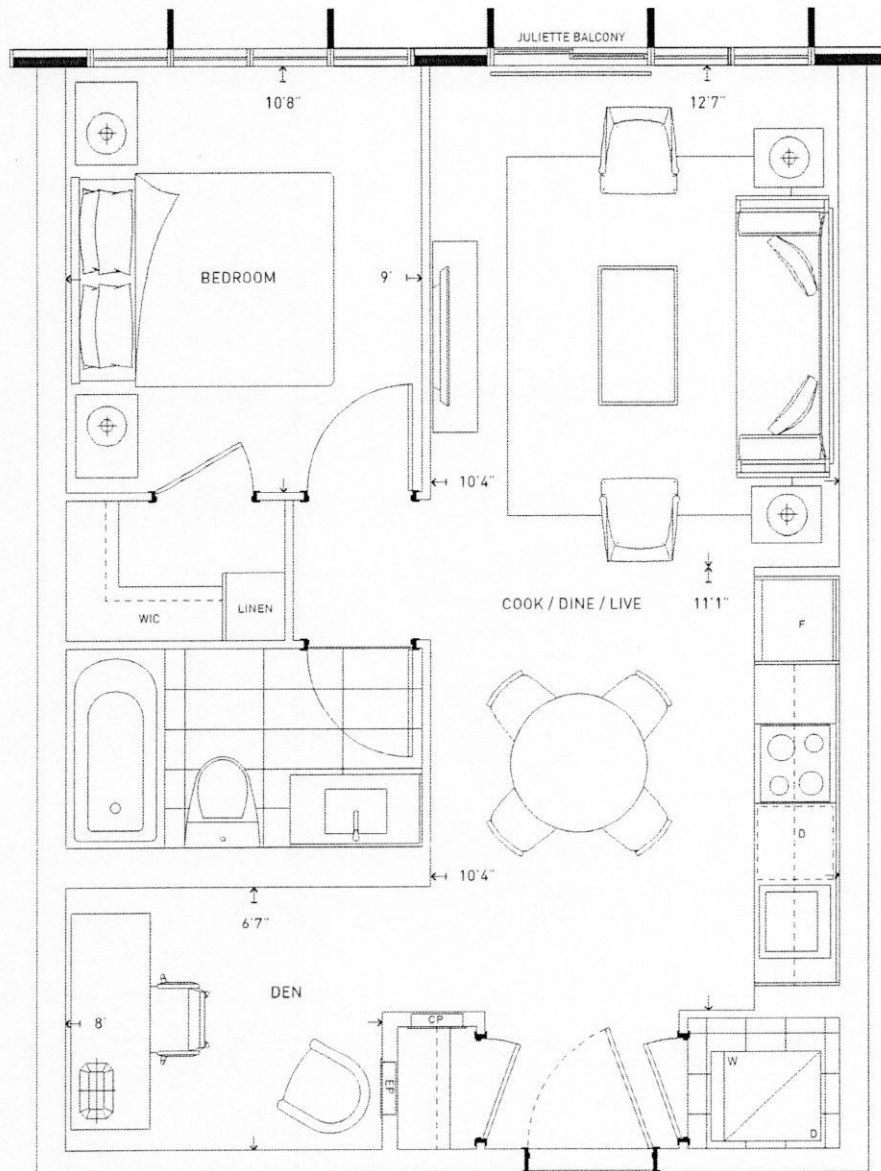 JULIETTE BALCONY
10'8"
12'7"
BEDROOM
9'
10'4"
WIC
LINEN
COOK / DINE / LIVE
11'1"
F
D
10'4"
6'7"
DEN
8'
CP
EP
W
D